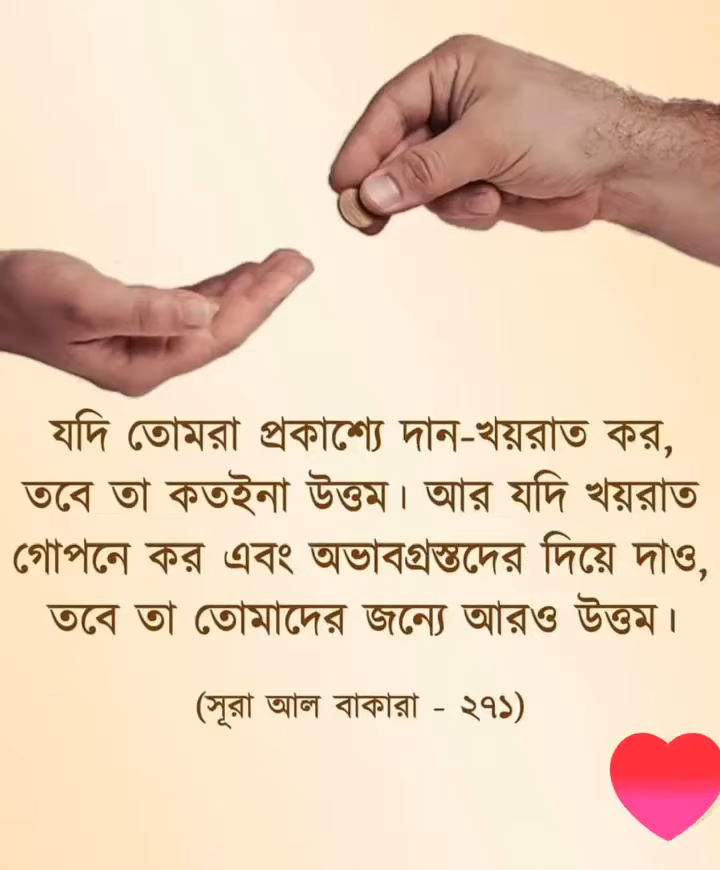 যদি তোমরা প্রকাশ্যে দান-খয়রাত কর,
তবে তা কতইনা উত্তম। আর যদি খয়রাত
গোপনে কর এবং অভাবগ্রস্তদের দিয়ে দাও,
তবে তা তোমাদের জন্যে আরও উত্তম।
(সূরা আল বাকারা - ২৭১)